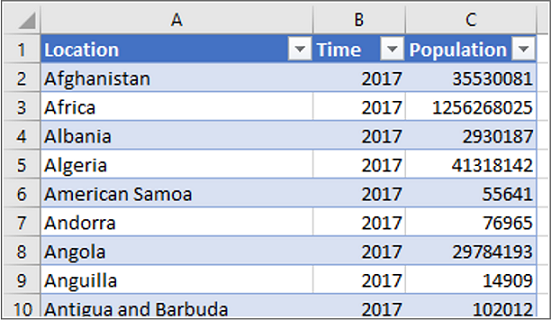 A B C
1 Location Time Population
2 Afghanistan 2017 35530081
3 Africa 2017 1256268025
4 Albania 2017 2930187
5 Algeria 2017 41318142
6 American Samoa 2017 55641
7 Andorra 2017 76965
8 Angola 2017 29784193
9 Anguilla 2017 14909
10 Antigua and Barbuda 2017 102012